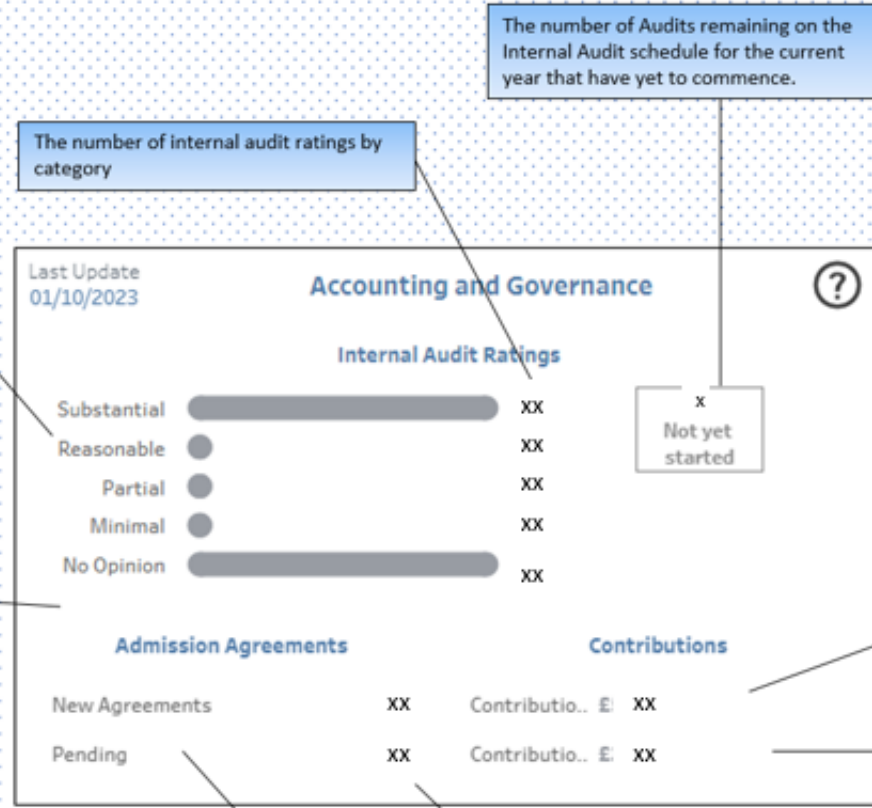 The number of Audits remaining on the
Internal Audit schedule for the current
year that have yet to commence.
The number of internal audit ratings by
category
Last Update
01/10/2023
Accounting and Governance
?
Internal Audit Ratings
Substantial XX
Reasonable XX
Partial XX
Minimal XX
No Opinion XX
x
Not yet
started
Admission Agreements
New Agreements XX
Pending XX
Contributions
Contributio.. £ XX
Contributio.. £ XX